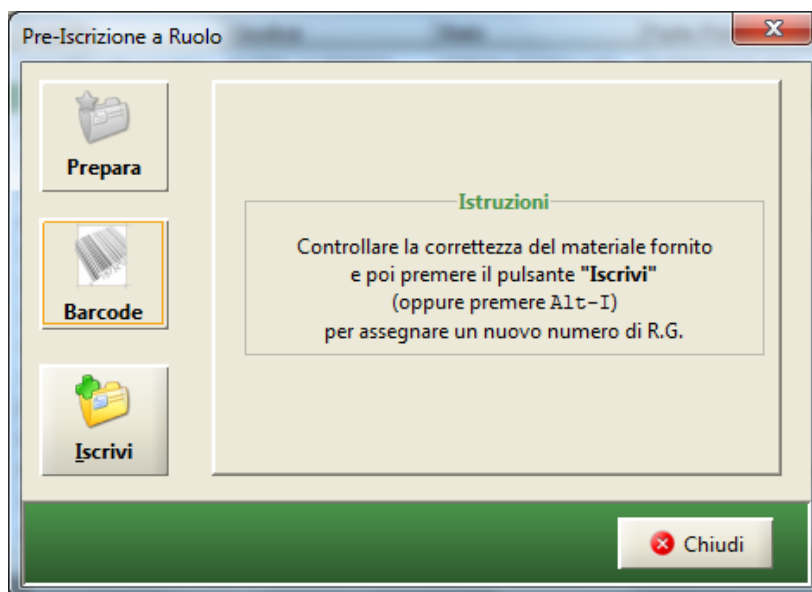 Pre-Iscrizione a Ruolo
Prepara
Barcode
Iscrivi
Istruzioni
Controllare la correttezza del materiale fornito
e poi premere il pulsante "Iscrivi"
(oppure premere Alt-I)
per assegnare un nuovo numero di R.G.
Chiudi